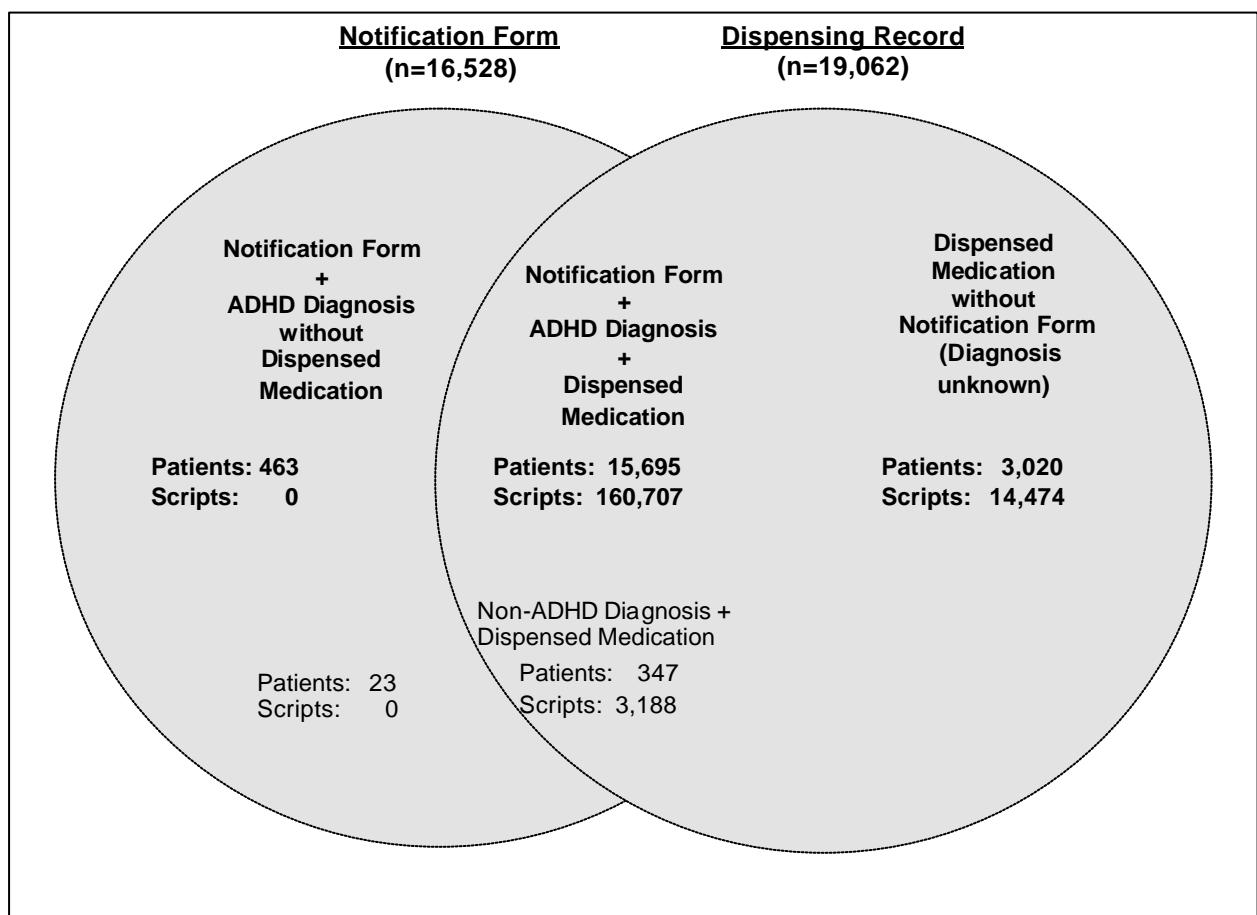 Notification Form
(n=16,528)
Dispensing Record
(n=19,062)
Notification Form
+
ADHD Diagnosis
without
Dispensed
Medication
Patients: 463
Scripts: 0
Notification Form
+
ADHD Diagnosis
+
Dispensed
Medication
Patients: 15,695
Scripts: 160,707
Dispensed
Medication
without
Notification Form
(Diagnosis
unknown)
Patients: 3,020
Scripts: 14,474
Patients: 23
Scripts: 0
Non-ADHD Diagnosis +
Dispensed Medication
Patients: 347
Scripts: 3,188